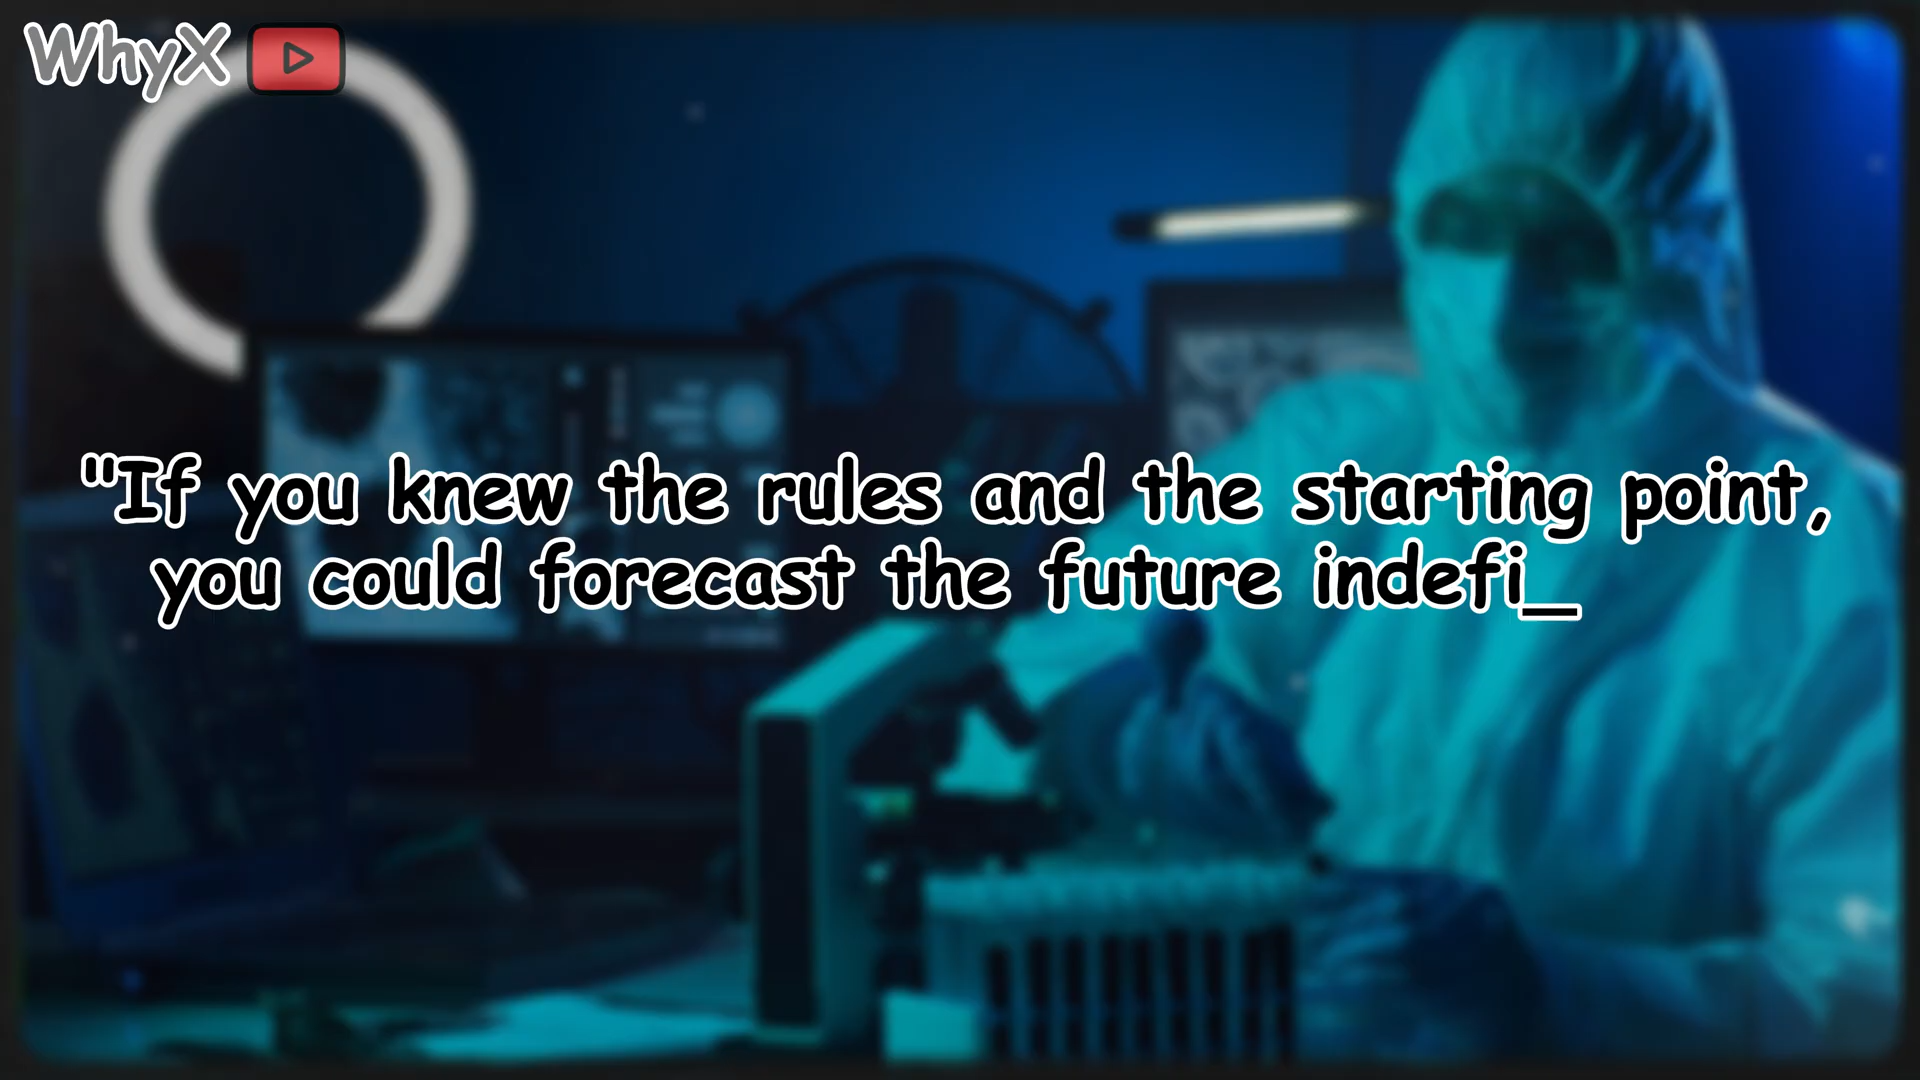 WhyX
"If you knew the rules and the starting point,
you could forecast the future indefi_